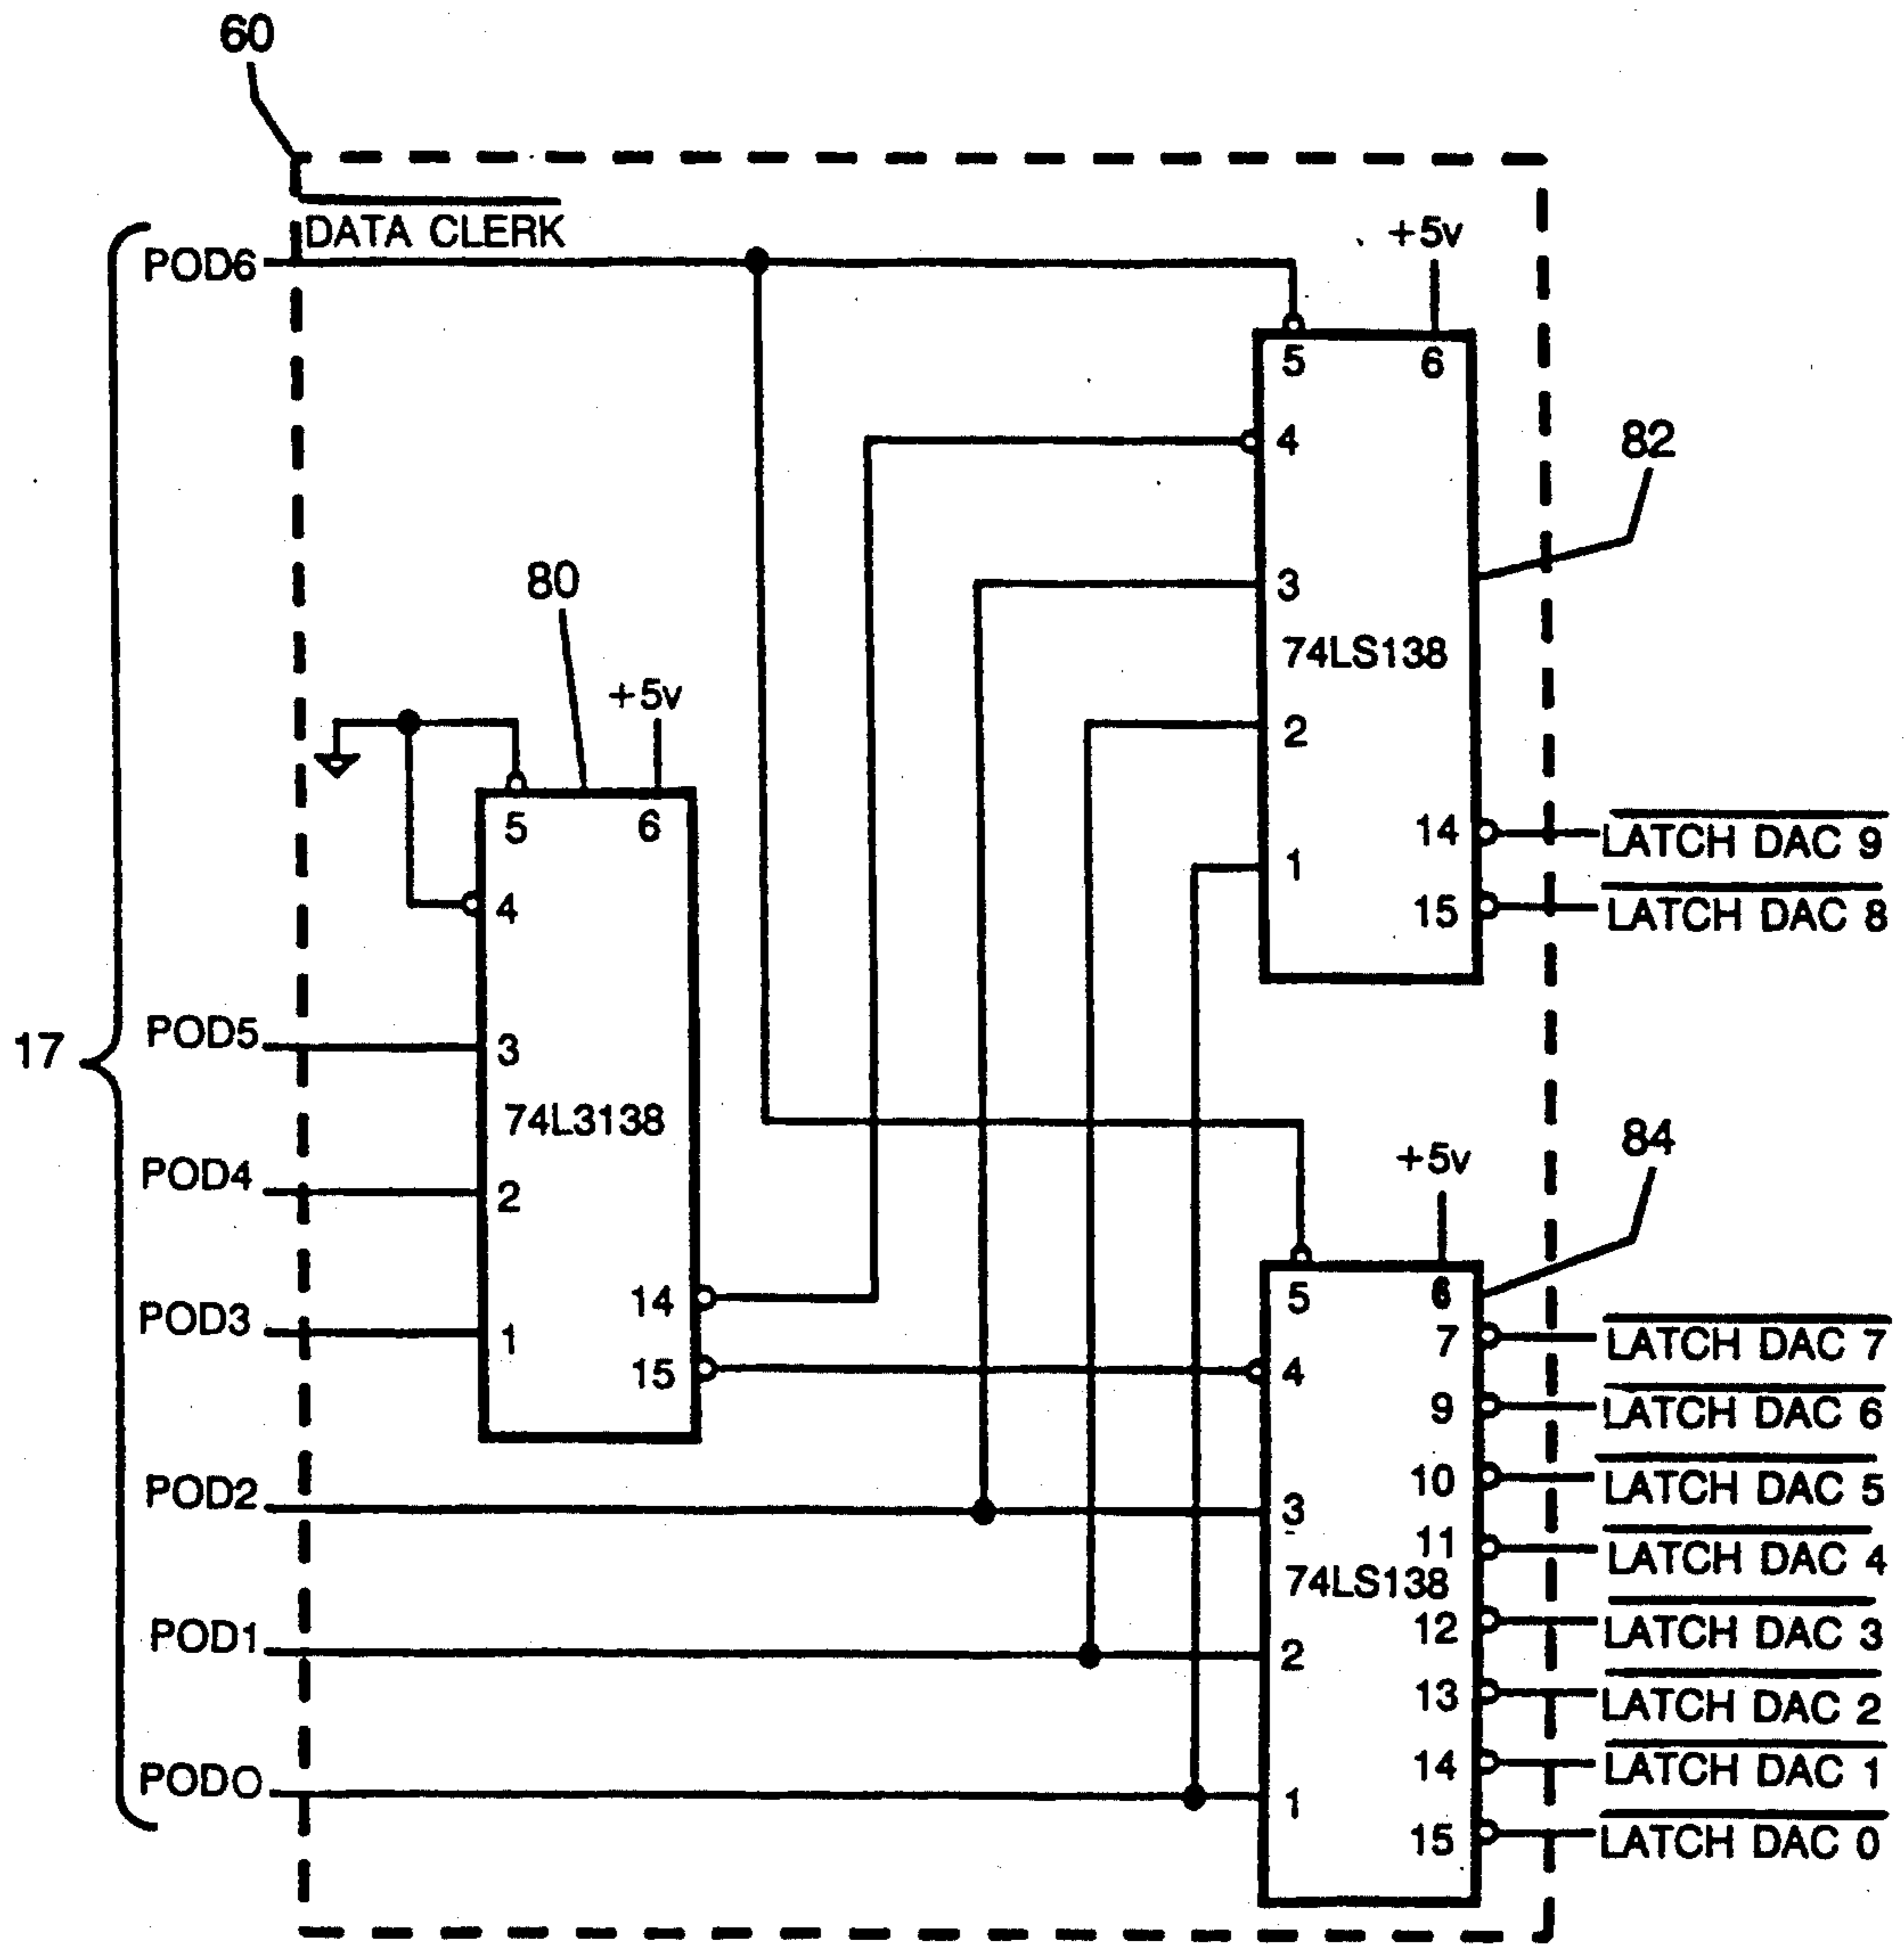 60
DATA CLERK
POD6
+5v
5
6
4
82
3
80
74LS138
+5v
2
5
6
14
LATCH DAC 9
1
4
15
LATCH DAC 8
17
POD5
3
74L3138
84
+5v
POD4
2
5
6
14
POD3
1
7
LATCH DAC 7
15
4
9
LATCH DAC 6
10
LATCH DAC 5
POD2
3
11
LATCH DAC 4
74LS138
12
LATCH DAC 3
POD1
2
13
LATCH DAC 2
14
LATCH DAC 1
PODO
1
15
LATCH DAC 0